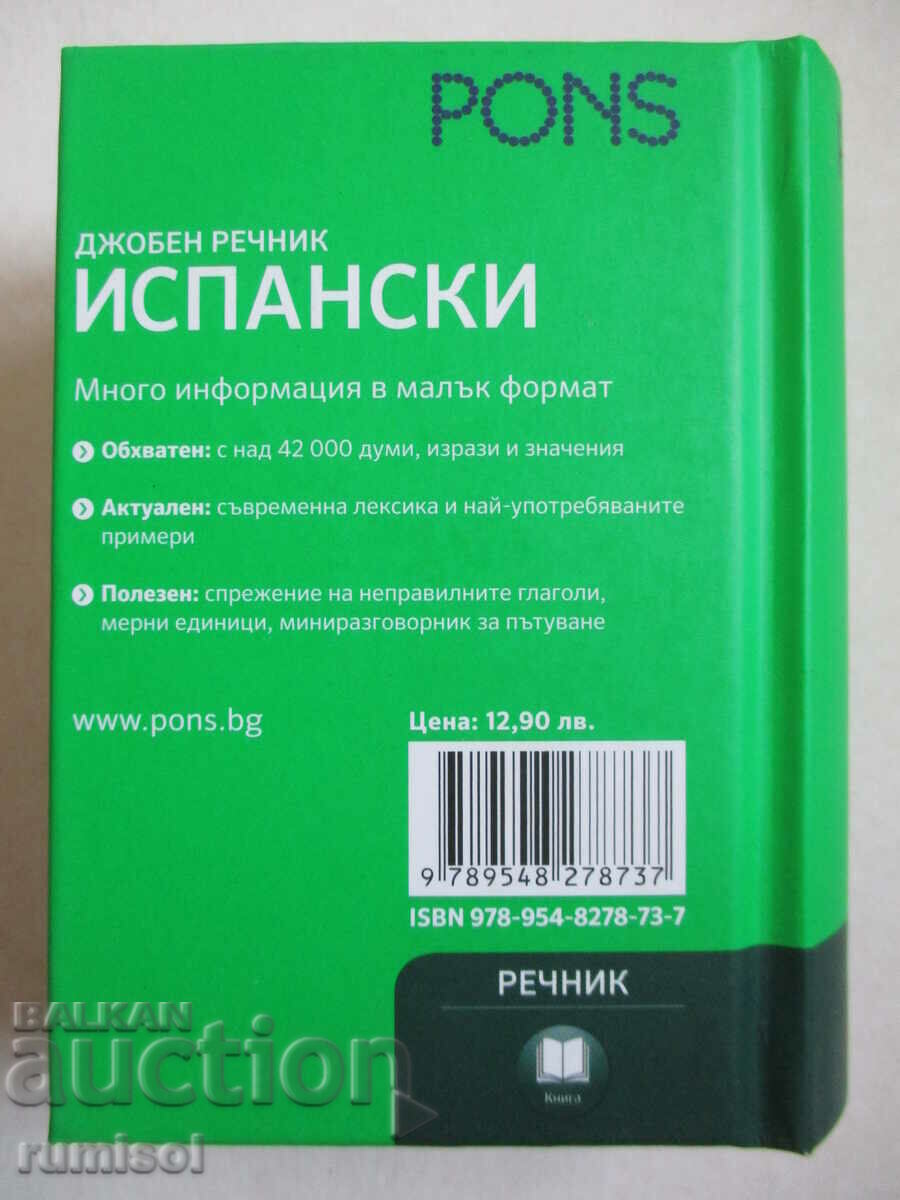 PONS
ДЖОБЕН РЕЧНИК
ИСПАНСКИ
Много информация в малък формат
Обхватен: с над 42 000 думи, изрази и значения
Актуален: съвременна лексика и най-употребяваните
примери
Полезен: спрежение на неправилните глаголи,
мерни единици, миниразговорник за пътуване
www.pons.bg
Цена: 12,90 лв.
9 789548 278737
ISBN 978-954-8278-73-7
РЕЧНИК
Книга
BALKAN
auction
rumisol